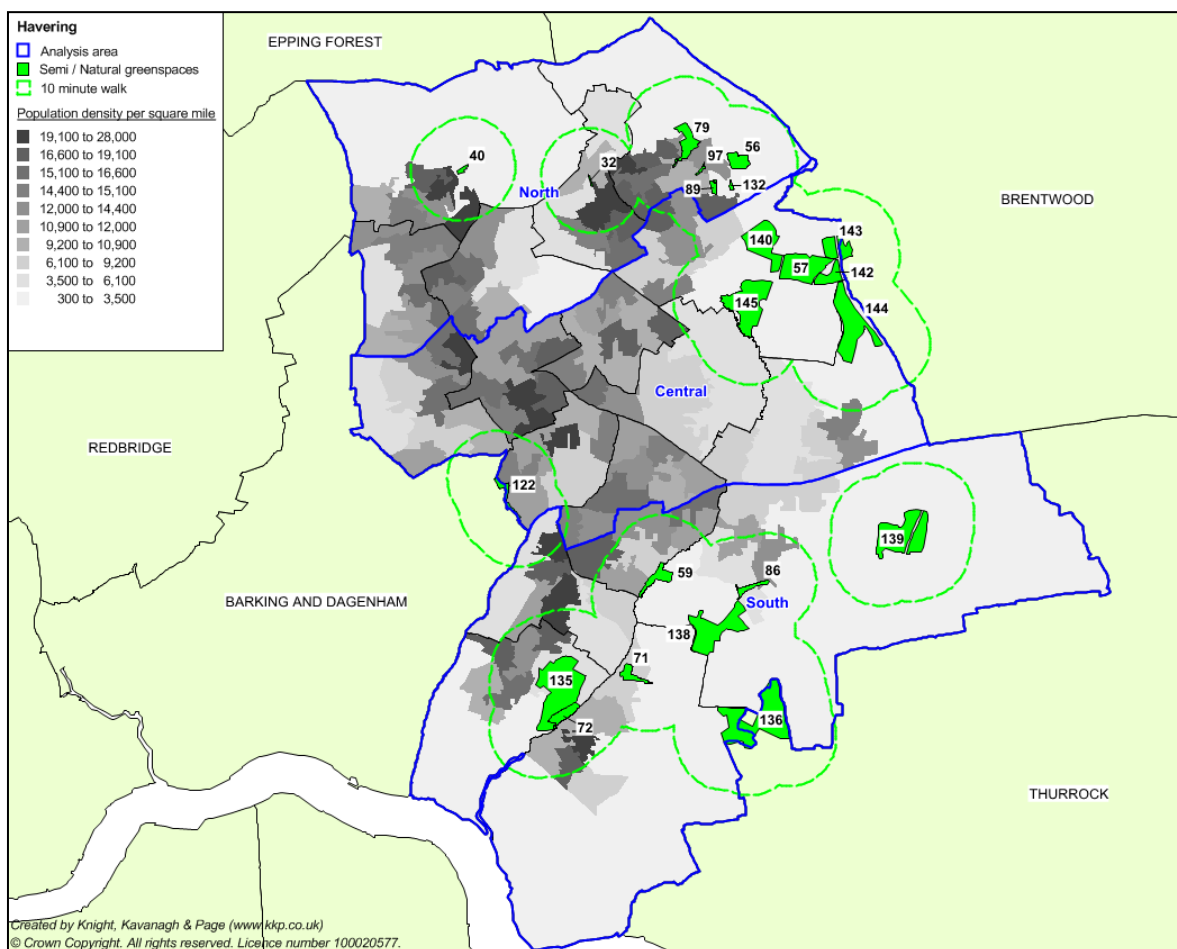 Havering
Analysis area
Semi / Natural greenspaces
10 minute walk
Population density per square mile
19,100 to 28,000
16,600 to 19,100
15,100 to 16,600
14,400 to 15,100
12,000 to 14,400
10,900 to 12,000
9,200 to 10,900
6,100 to 9,200
3,500 to 6,100
300 to 3,500
EPPING FOREST
79
40
32
97
56
North
89
132
BRENTWOOD
140
143
57
142
145
144
Central
REDBRIDGE
122
139
59
86
BARKING AND DAGENHAM
South
138
71
135
136
72
THURROCK
Created by Knight, Kavanagh & Page (www.kkp.co.uk)
© Crown Copyright. All rights reserved. Licence number 100020577.